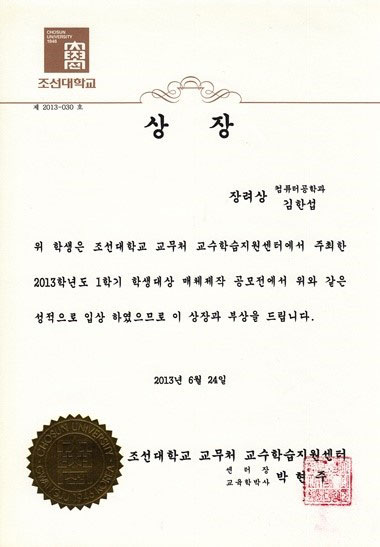 CHOSUN
UNIVERSITY
1946
조선대학교
제 2013-030 호
상 장
장려상 컴퓨터공학과
김한섭
위 학생은 조선대학교 교무처 교수학습지원센터에서 주최한
2013학년도 1학기 학생대상 매체제작 공모전에서 위와 같은
성적으로 입상 하였으므로 이 상장과 부상을 드립니다.
2013년 6월 24일
CHOSUN UNIVERSITY
조선대학교 교무처 교수학습지원센터
센 터 장
교육학박사 박 현 주